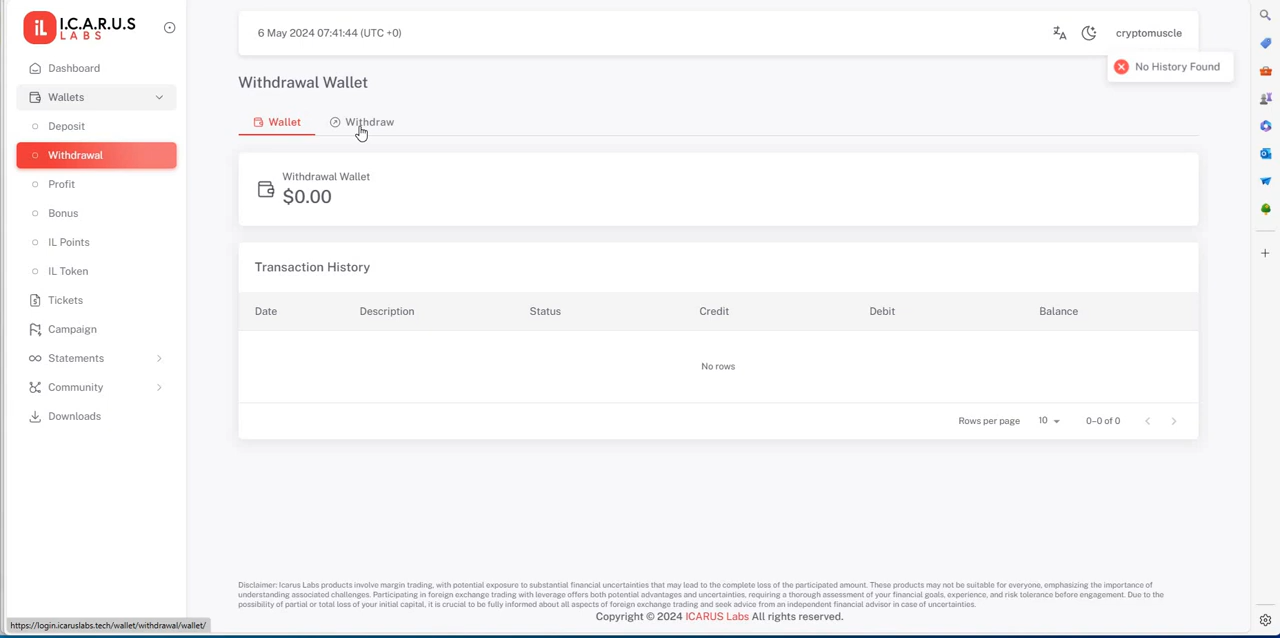 iL I.C.A.R.U.S
LABS
Dashboard
Wallets
Deposit
Withdrawal
Profit
Bonus
IL Points
IL Token
Tickets
Campaign
Statements
Community
Downloads
6 May 2024 07:41:44 (UTC +0)
cryptomuscle
No History Found
Withdrawal Wallet
Wallet
Withdraw
Withdrawal Wallet
$0.00
Transaction History
Date Description Status Credit Debit Balance
No rows
Rows per page 10 0–0 of 0
Disclaimer: Icarus Labs products involve margin trading, with potential exposure to substantial financial uncertainties that may lead to the complete loss of the participated amount. These products may not be suitable for everyone, emphasizing the importance of
understanding associated challenges. Participating in foreign exchange trading with leverage offers both potential advantages and uncertainties, requiring a thorough assessment of your financial goals, experience, and risk tolerance before engagement. Due to the
possibility of partial or total loss of your initial capital, it is crucial to be fully informed about all aspects of foreign exchange trading and seek advice from an independent financial advisor in case of uncertainties.
Copyright © 2024 ICARUS Labs All rights reserved.
https://login.icaruslabs.tech/wallet/withdrawal/wallet/